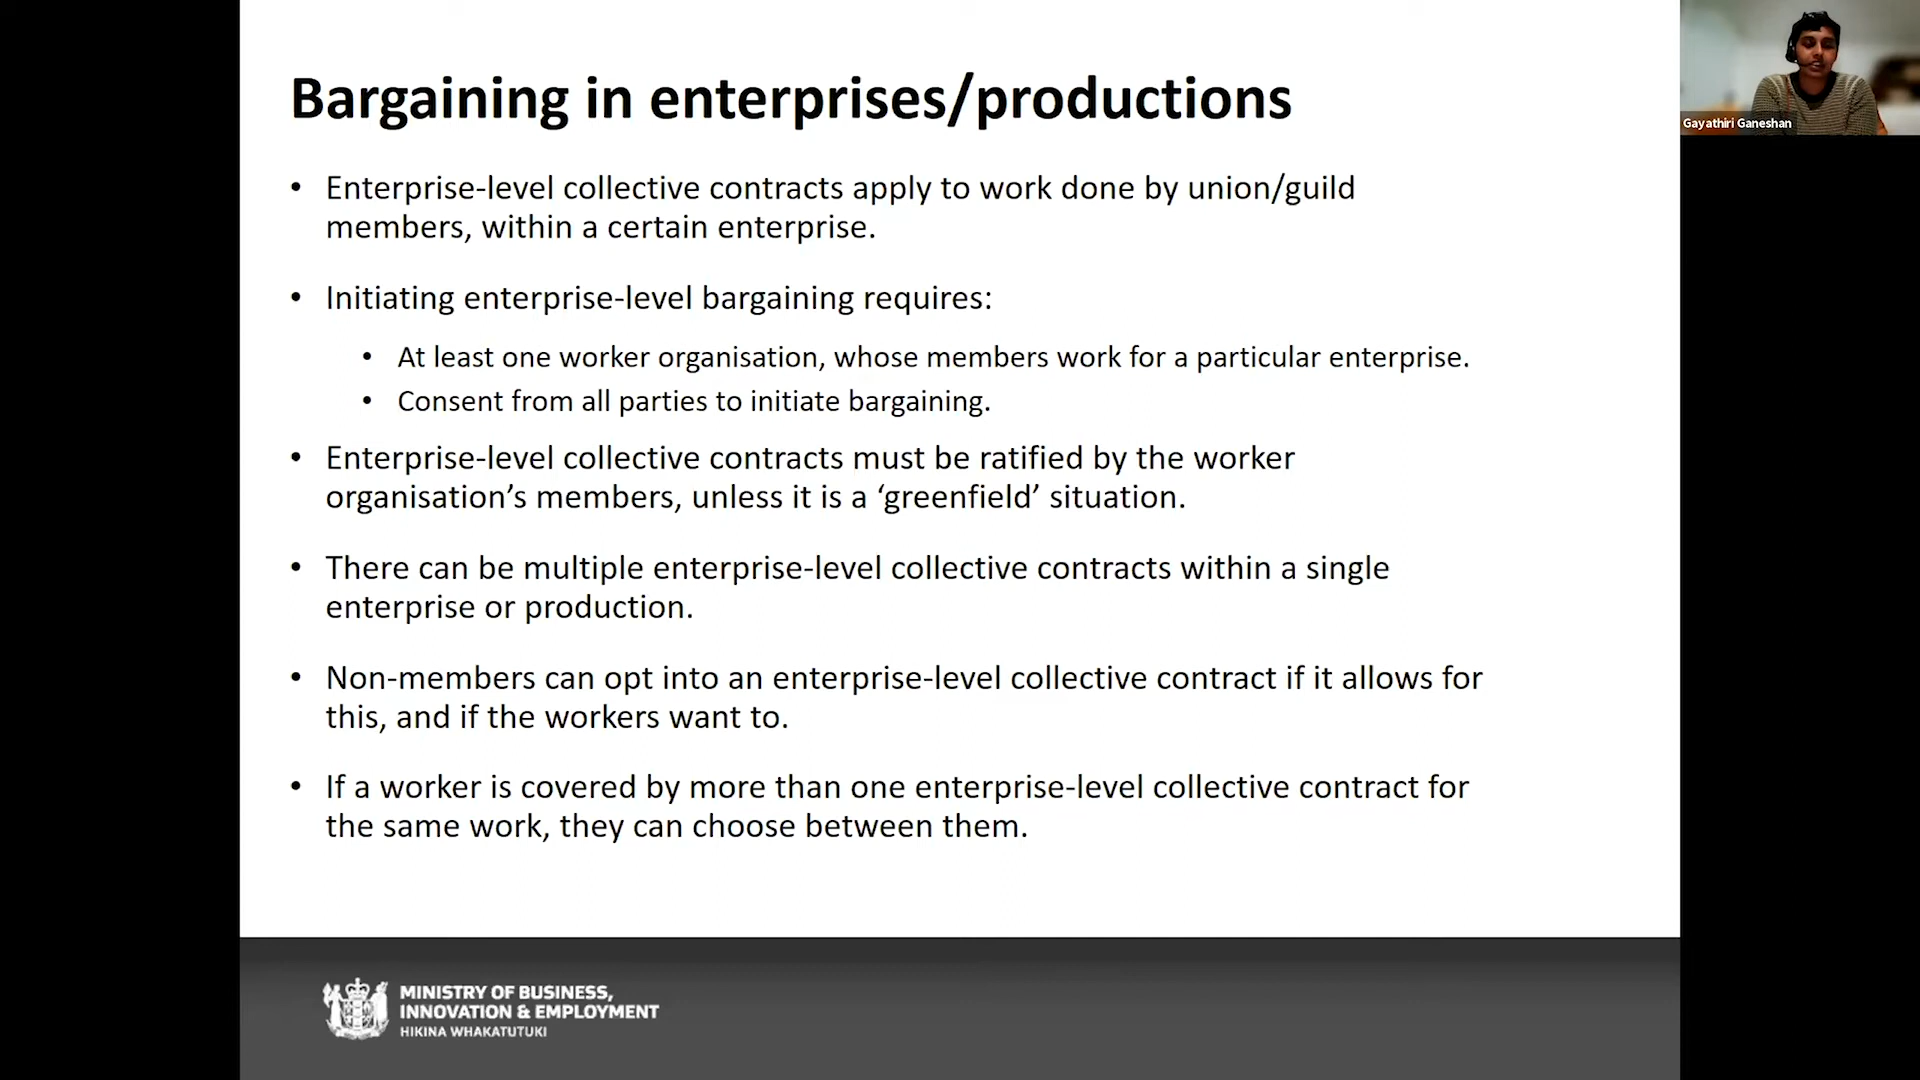 Bargaining in enterprises/productions
Gayathiri Ganeshan
• Enterprise-level collective contracts apply to work done by union/guild
members, within a certain enterprise.
• Initiating enterprise-level bargaining requires:
• At least one worker organisation, whose members work for a particular enterprise.
• Consent from all parties to initiate bargaining.
• Enterprise-level collective contracts must be ratified by the worker
organisation’s members, unless it is a ‘greenfield’ situation.
• There can be multiple enterprise-level collective contracts within a single
enterprise or production.
• Non-members can opt into an enterprise-level collective contract if it allows for
this, and if the workers want to.
• If a worker is covered by more than one enterprise-level collective contract for
the same work, they can choose between them.
MINISTRY OF BUSINESS,
INNOVATION & EMPLOYMENT
HIKINA WHAKATUTUKI